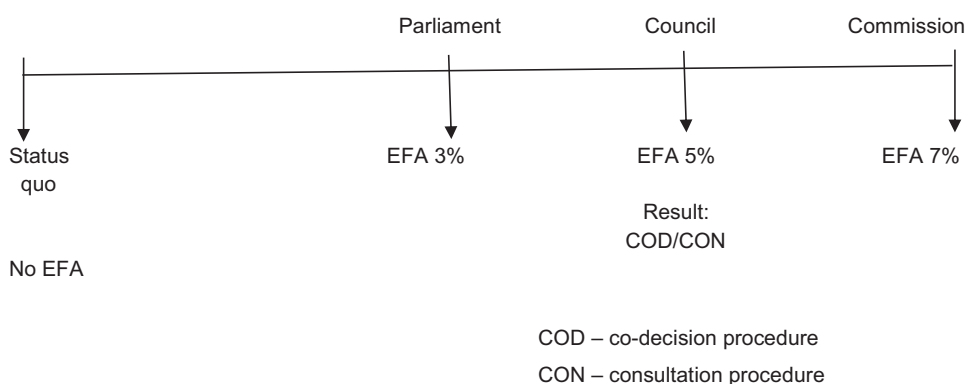 Parliament Council Commission
Status quo EFA 3% EFA 5% EFA 7%
Result:
COD/CON
No EFA
COD – co-decision procedure
CON – consultation procedure